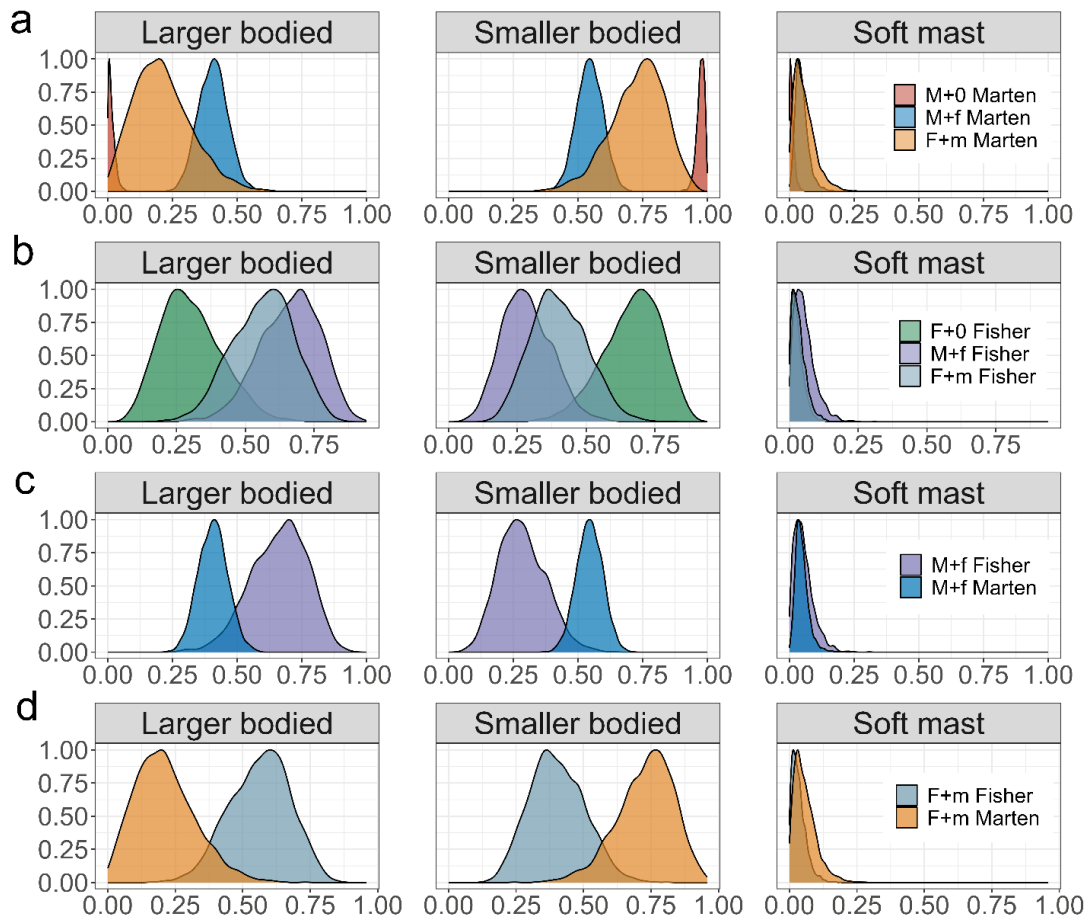 a
Larger bodied
Smaller bodied
Soft mast
1.00
0.75
0.50
0.25
0.00
M+0 Marten
M+f Marten
F+m Marten
0.00 0.25 0.50 0.75 1.00
0.00 0.25 0.50 0.75 1.00
0.00 0.25 0.50 0.75 1.00
b
Larger bodied
Smaller bodied
Soft mast
1.00
0.75
0.50
0.25
0.00
F+0 Fisher
M+f Fisher
F+m Fisher
0.00 0.25 0.50 0.75
0.00 0.25 0.50 0.75
0.00 0.25 0.50 0.75
c
Larger bodied
Smaller bodied
Soft mast
1.00
0.75
0.50
0.25
0.00
M+f Fisher
M+f Marten
0.00 0.25 0.50 0.75 1.00
0.00 0.25 0.50 0.75 1.00
0.00 0.25 0.50 0.75 1.00
d
Larger bodied
Smaller bodied
Soft mast
1.00
0.75
0.50
0.25
0.00
F+m Fisher
F+m Marten
0.00 0.25 0.50 0.75 1.00
0.00 0.25 0.50 0.75
0.00 0.25 0.50 0.75